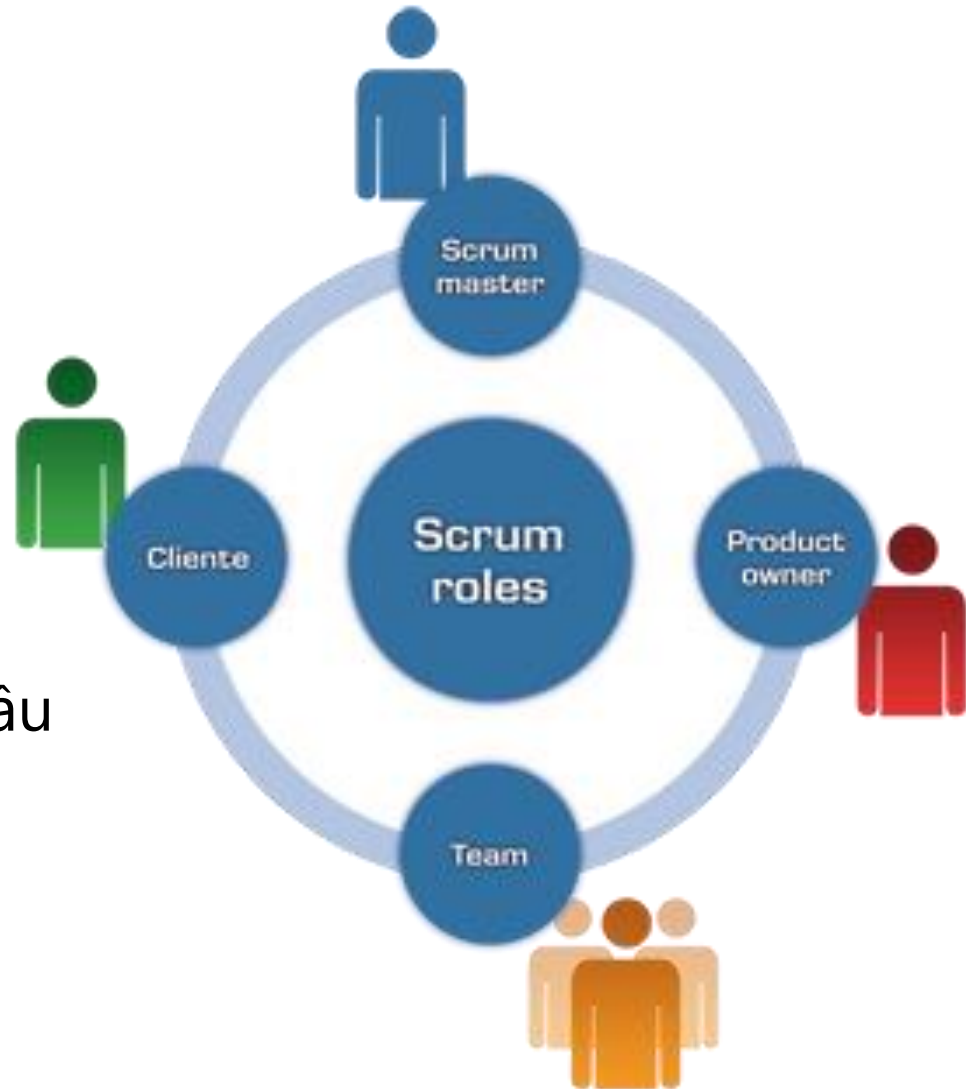 Scrum
master
Cliente
Scrum
roles
Product
owner
âu
Team